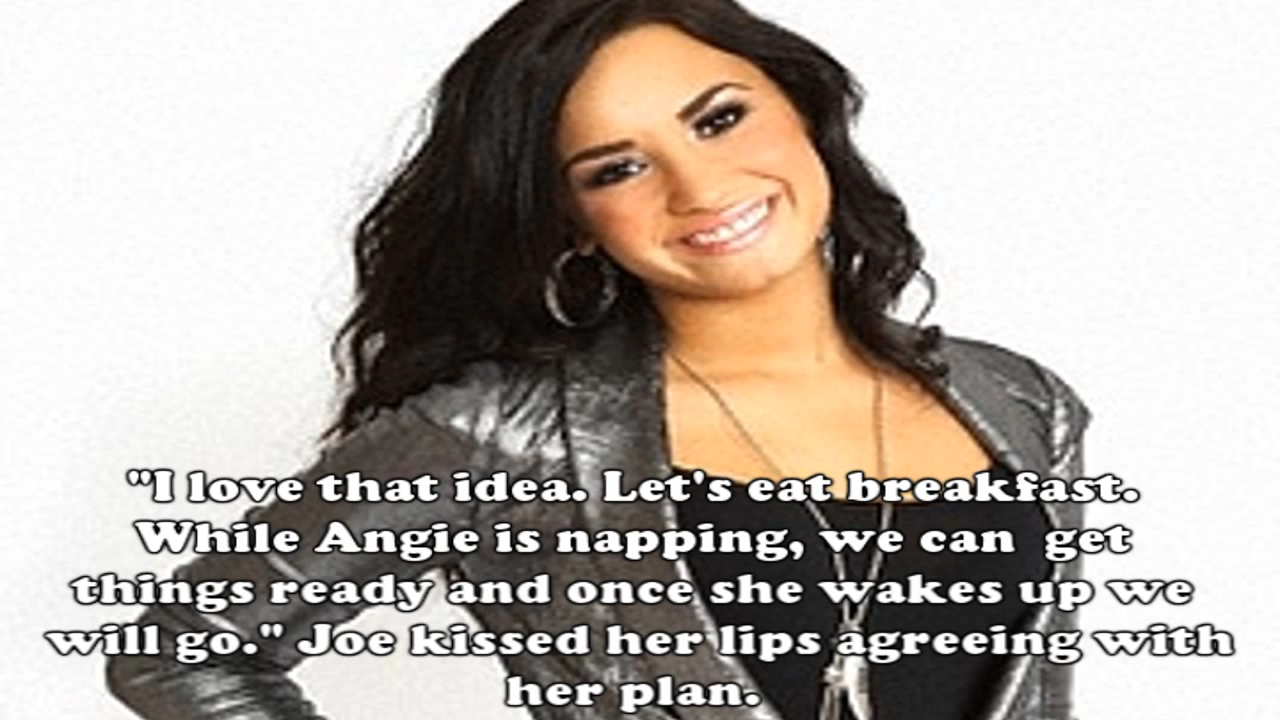 "I love that idea. Let's eat breakfast.
While Angie is napping, we can  get
things ready and once she wakes up we
will go." Joe kissed her lips agreeing with
her plan.